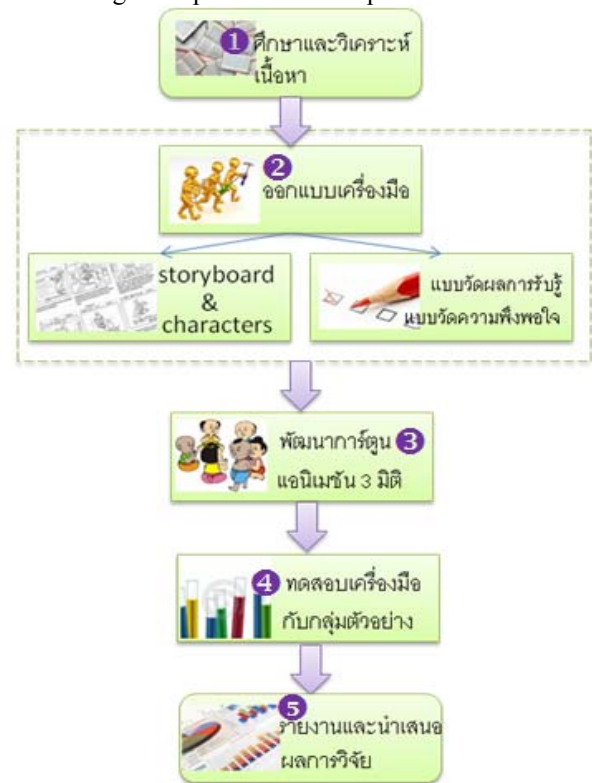 ❶ ศึกษาและวิเคราะห์
เนื้อหา
❷
ออกแบบเครื่องมือ
storyboard
&
characters
แบบวัดผลการรับรู้
แบบวัดความพึงพอใจ
พัฒนาการ์ตูน ❸
แอนิเมชัน 3 มิติ
❹ ทดสอบเครื่องมือ
กับกลุ่มตัวอย่าง
❺
รายงานและนำเสนอ
ผลการวิจัย